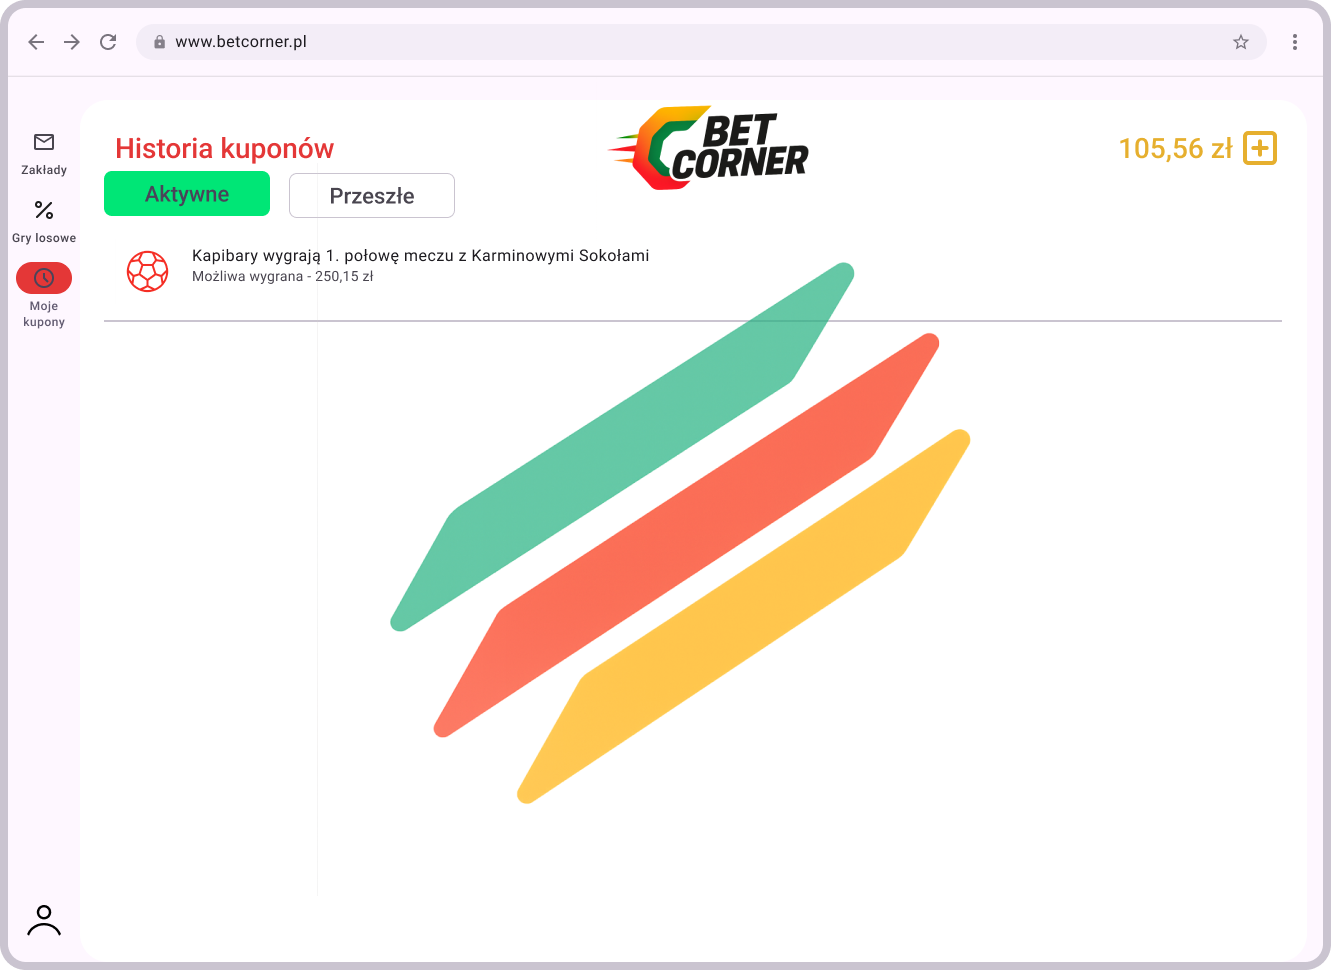 www.betcorner.pl
Zakłady
Gry losowe
Moje
kupony
Historia kuponów
BET
CORNER
105,56 zł
Aktywne
Przeszłe
Kapibary wygrają 1. połowę meczu z Karminowymi Sokołami
Możliwa wygrana - 250,15 zł